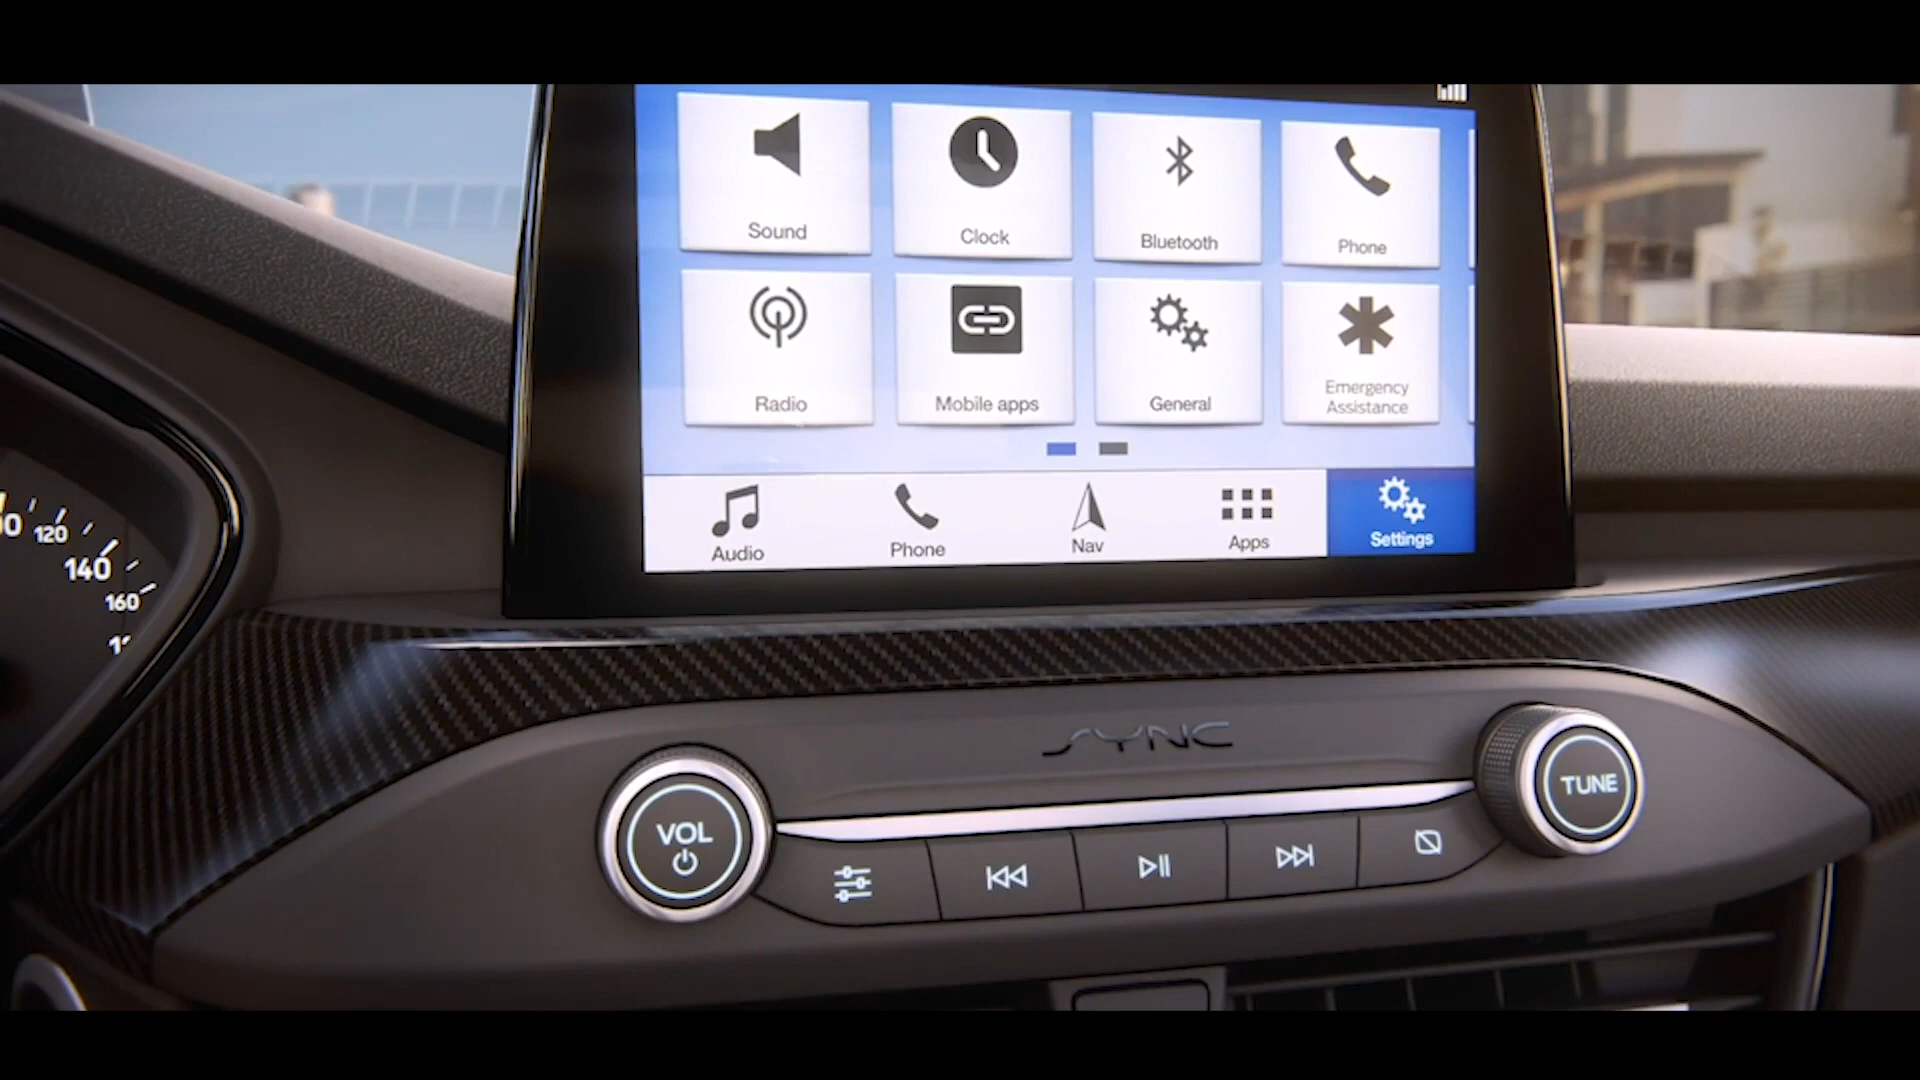 Sound
Clock
Bluetooth
Phone
Radio
Mobile apps
General
Emergency
Assistance
Audio
Phone
Nav
Apps
Settings
120
140
160
SYNC
VOL
TUNE